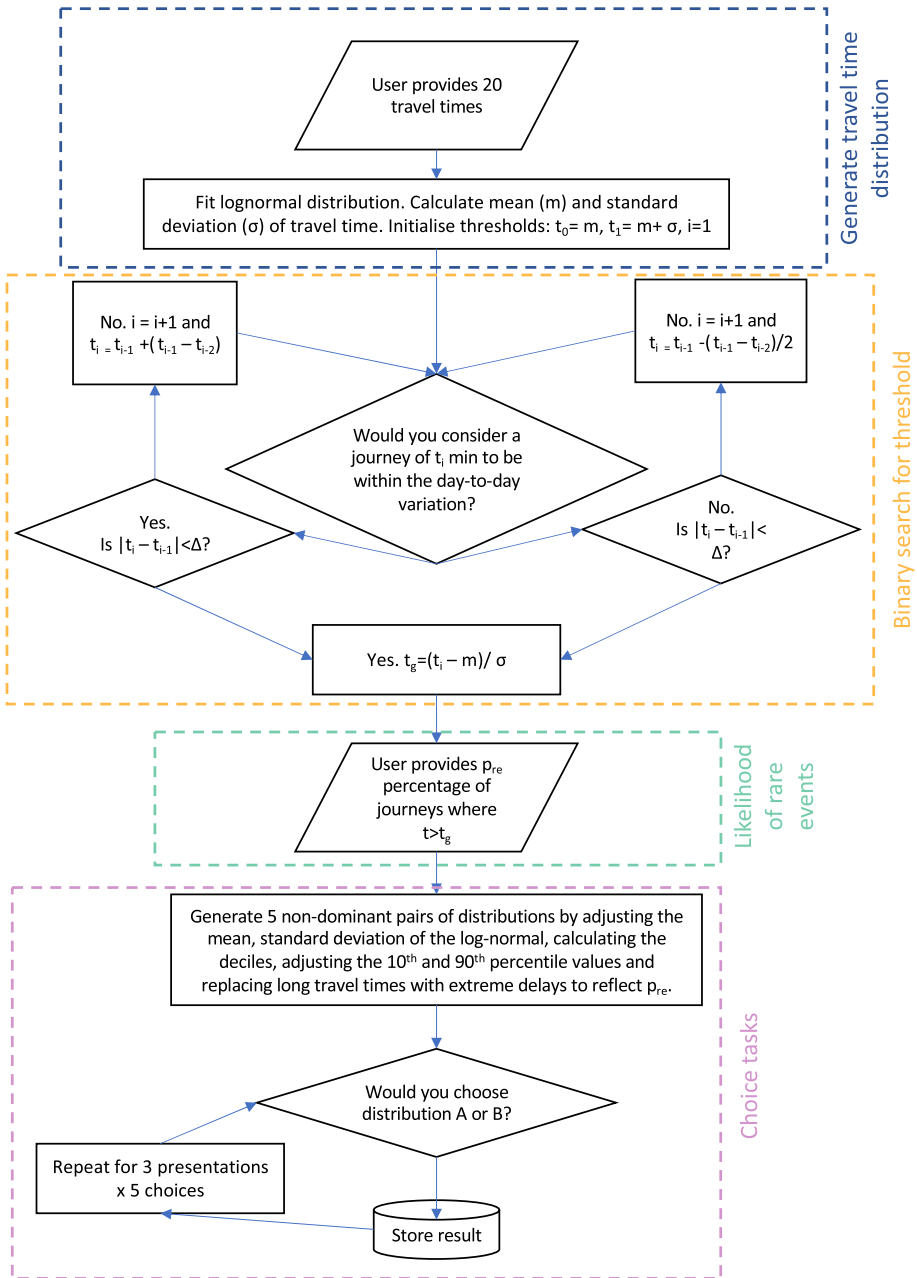 User provides 20
travel times
Generate travel time
distribution
Fit lognormal distribution. Calculate mean (m) and standard
deviation (σ) of travel time. Initialise thresholds: t₀= m, t₁= m+ σ, i=1
No. i = i+1 and
tᵢ ₌ tᵢ₋₁ +( tᵢ₋₁ – tᵢ₋₂)
No. i = i+1 and
tᵢ = tᵢ₋₁ -(tᵢ₋₁ – tᵢ₋₂)/2
Would you consider a
journey of tᵢ min to be
within the day-to-day
variation?
Yes.
Is |tᵢ – tᵢ₋₁|<Δ?
No.
Is |tᵢ – tᵢ₋₁|<
Δ?
Binary search for threshold
Yes. t_g=(tᵢ – m)/ σ
User provides p_re
percentage of
journeys where
t>t_g
Likelihood
of rare
events
Generate 5 non-dominant pairs of distributions by adjusting the
mean, standard deviation of the log-normal, calculating the
deciles, adjusting the 10ᵗʰ and 90ᵗʰ percentile values and
replacing long travel times with extreme delays to reflect p_re.
Would you choose
distribution A or B?
Choice tasks
Repeat for 3 presentations
x 5 choices
Store result